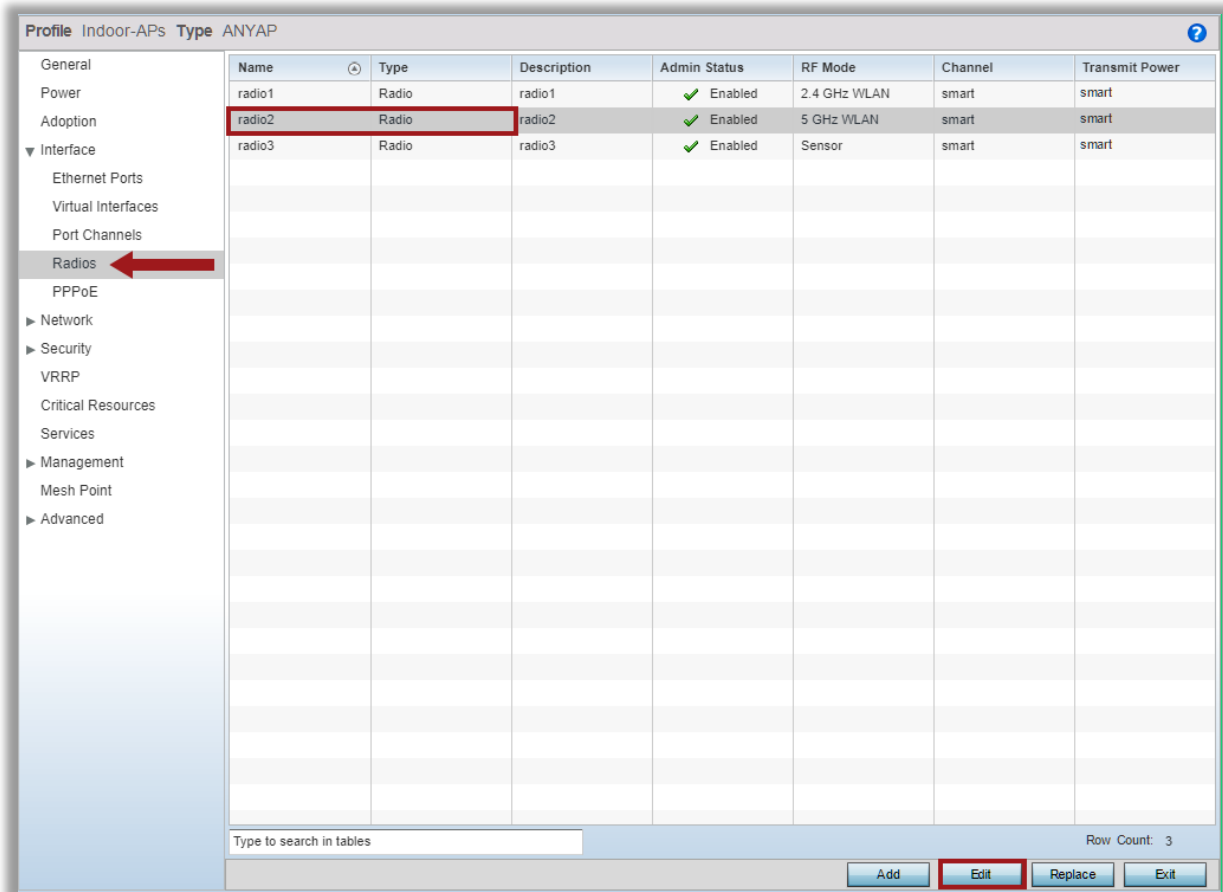 Profile Indoor-APs Type ANYAP
General
Power
Adoption
Interface
Ethernet Ports
Virtual Interfaces
Port Channels
Radios
PPPoE
Network
Security
VRRP
Critical Resources
Services
Management
Mesh Point
Advanced
Name Type Description Admin Status RF Mode Channel Transmit Power
radio1 Radio radio1 Enabled 2.4 GHz WLAN smart smart
radio2 Radio radio2 Enabled 5 GHz WLAN smart smart
radio3 Radio radio3 Enabled Sensor smart smart
Type to search in tables Row Count: 3
Add Edit Replace Exit